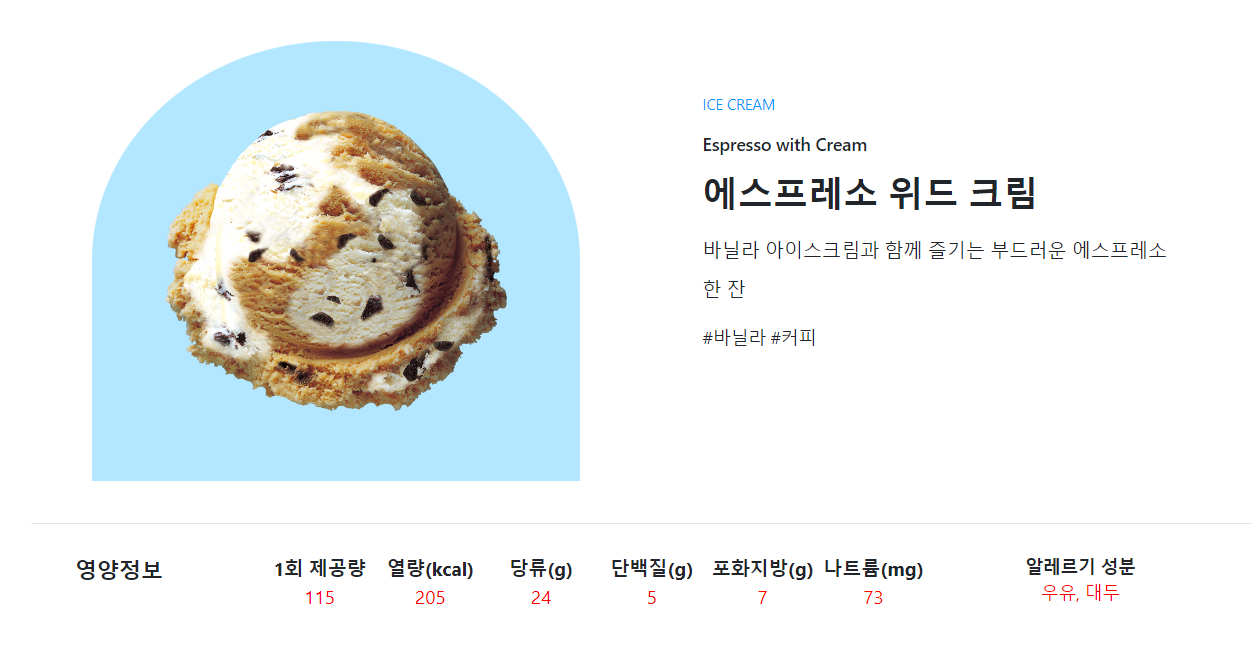 ICE CREAM
Espresso with Cream
에스프레소 위드 크림
바닐라 아이스크림과 함께 즐기는 부드러운 에스프레소
한 잔
#바닐라 #커피
영양정보 1회 제공량 열량(kcal) 당류(g) 단백질(g) 포화지방(g) 나트륨(mg) 알레르기 성분
115 205 24 5 7 73 우유, 대두